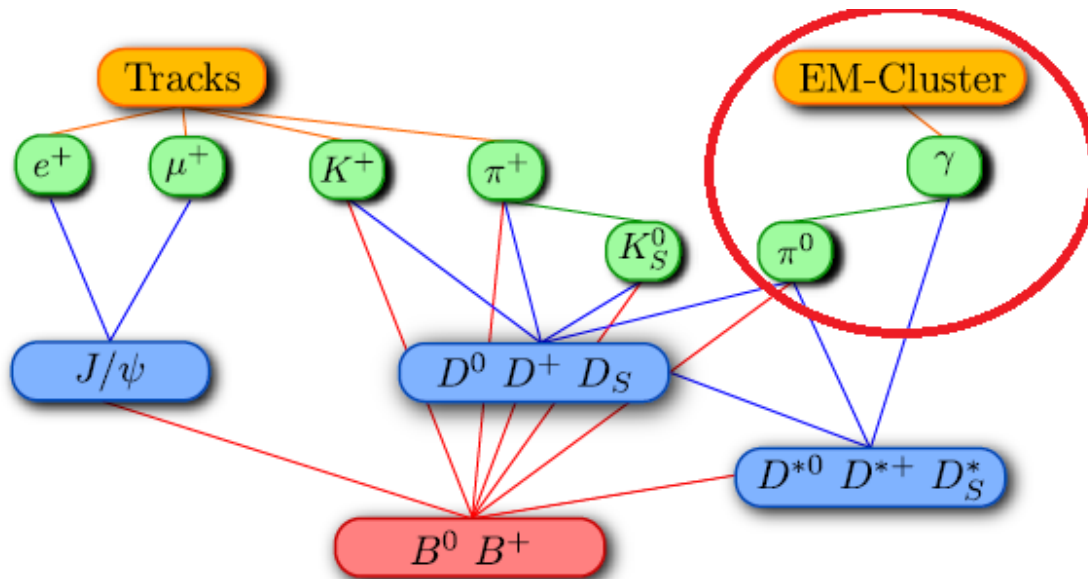 Tracks
EM-Cluster
e⁺
μ⁺
K⁺
π⁺
γ
K⁰_S
π⁰
J/ψ
D⁰ D⁺ D_S
D*⁰ D*⁺ D*_S
B⁰ B⁺